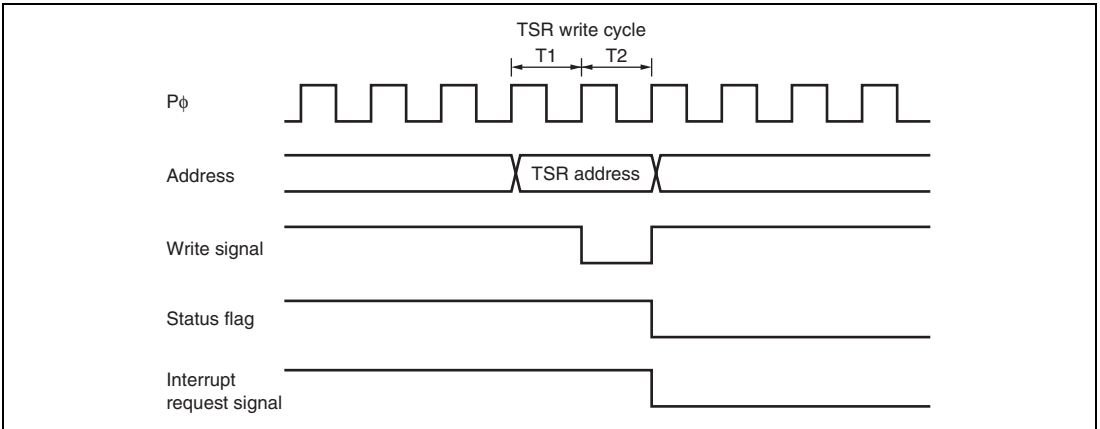 TSR write cycle
T1 T2
Pφ
Address
TSR address
Write signal
Status flag
Interrupt
request signal